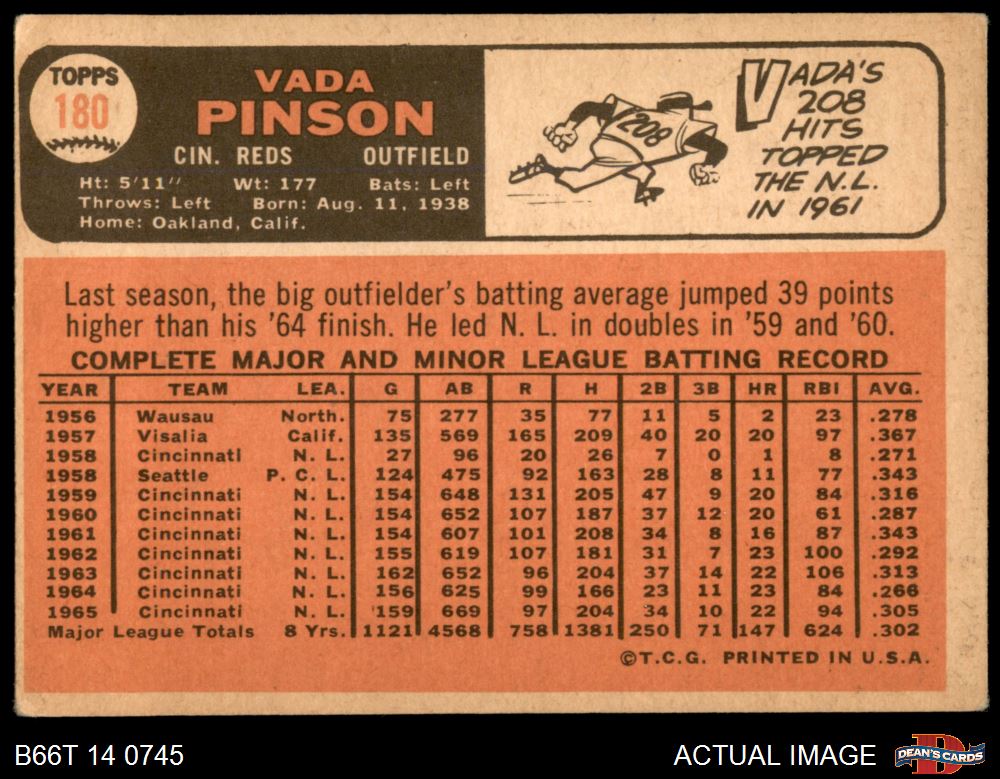 TOPPS
180
VADA
PINSON
CIN. REDS OUTFIELD
Ht: 5'11" Wt: 177 Bats: Left
Throws: Left Born: Aug. 11, 1938
Home: Oakland, Calif.
208
VADA'S
208
HITS
TOPPED
THE N.L.
IN 1961
Last season, the big outfielder's batting average jumped 39 points
higher than his '64 finish. He led N. L. in doubles in '59 and '60.
COMPLETE MAJOR AND MINOR LEAGUE BATTING RECORD
YEAR TEAM LEA. G AB R H 2B 3B HR RBI AVG.
1956 Wausau North. 75 277 35 77 11 5 2 23 .278
1957 Visalia Calif. 135 569 165 209 40 20 20 97 .367
1958 Cincinnati N. L. 27 96 20 26 7 0 1 8 .271
1958 Seattle P. C. L. 124 475 92 163 28 8 11 77 .343
1959 Cincinnati N. L. 154 648 131 205 47 9 20 84 .316
1960 Cincinnati N. L. 154 652 107 187 37 12 20 61 .287
1961 Cincinnati N. L. 154 607 101 208 34 8 16 87 .343
1962 Cincinnati N. L. 155 619 107 181 31 7 23 100 .292
1963 Cincinnati N. L. 162 652 96 204 37 14 22 106 .313
1964 Cincinnati N. L. 156 625 99 166 23 11 23 84 .266
1965 Cincinnati N. L. 159 669 97 204 34 10 22 94 .305
Major League Totals 8 Yrs. 1121 4568 758 1381 250 71 147 624 .302
©T.C.G. PRINTED IN U.S.A.
B66T 14 0745 ACTUAL IMAGE
D
DEAN'S CARDS